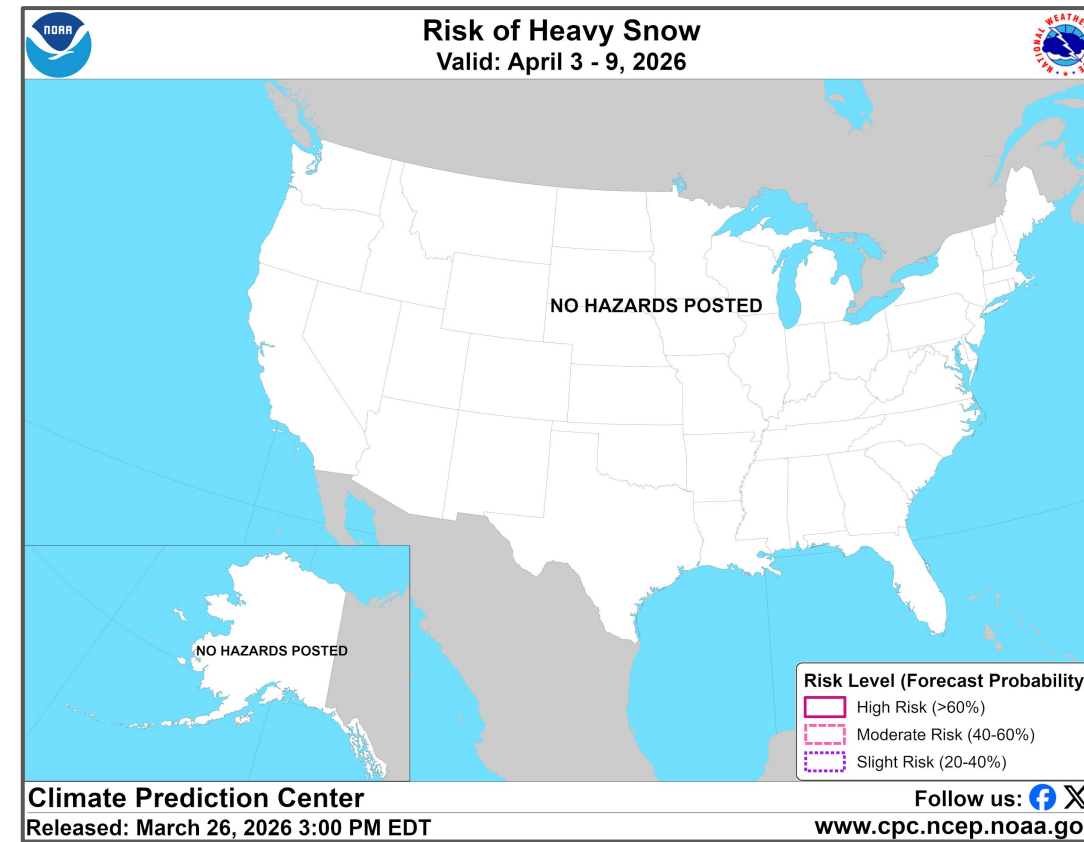 NOAA
Risk of Heavy Snow
Valid: April 3 - 9, 2026
NATIONAL WEATHE
NO HAZARDS POSTED
NO HAZARDS POSTED
Risk Level (Forecast Probability
High Risk (>60%)
Moderate Risk (40-60%)
Slight Risk (20-40%)
Climate Prediction Center
Follow us:
Released: March 26, 2026 3:00 PM EDT
www.cpc.ncep.noaa.go